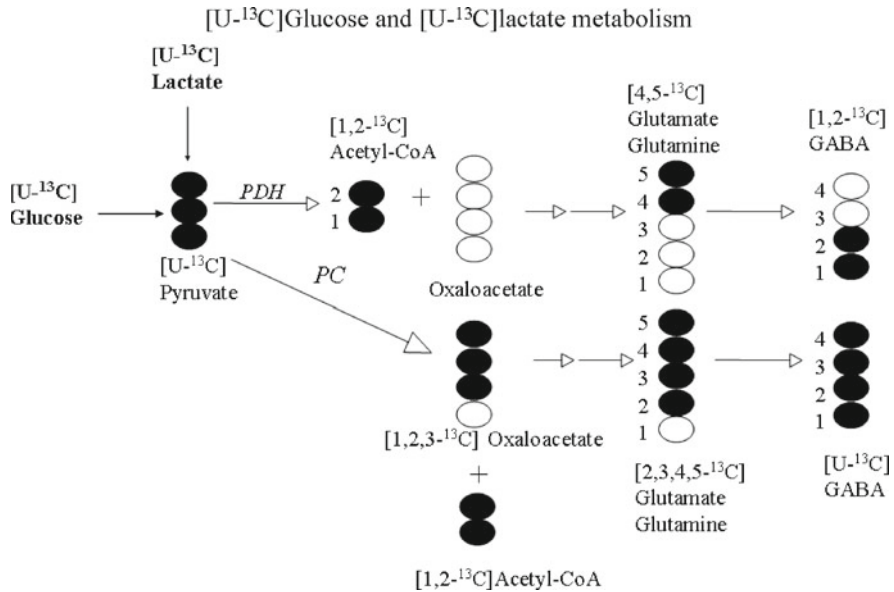 [U-¹³C]Glucose and [U-¹³C]lactate metabolism
[U-¹³C]
Lactate
[U-¹³C]
Glucose
[U-¹³C]
Pyruvate
PDH
PC
[1,2-¹³C]
Acetyl-CoA
2
1
+
Oxaloacetate
[4,5-¹³C]
Glutamate
Glutamine
5
4
3
2
1
[1,2-¹³C]
GABA
4
3
2
1
[1,2,3-¹³C] Oxaloacetate
+
[1,2-¹³C]Acetyl-CoA
5
4
3
2
1
[2,3,4,5-¹³C]
Glutamate
Glutamine
4
3
2
1
[U-¹³C]
GABA